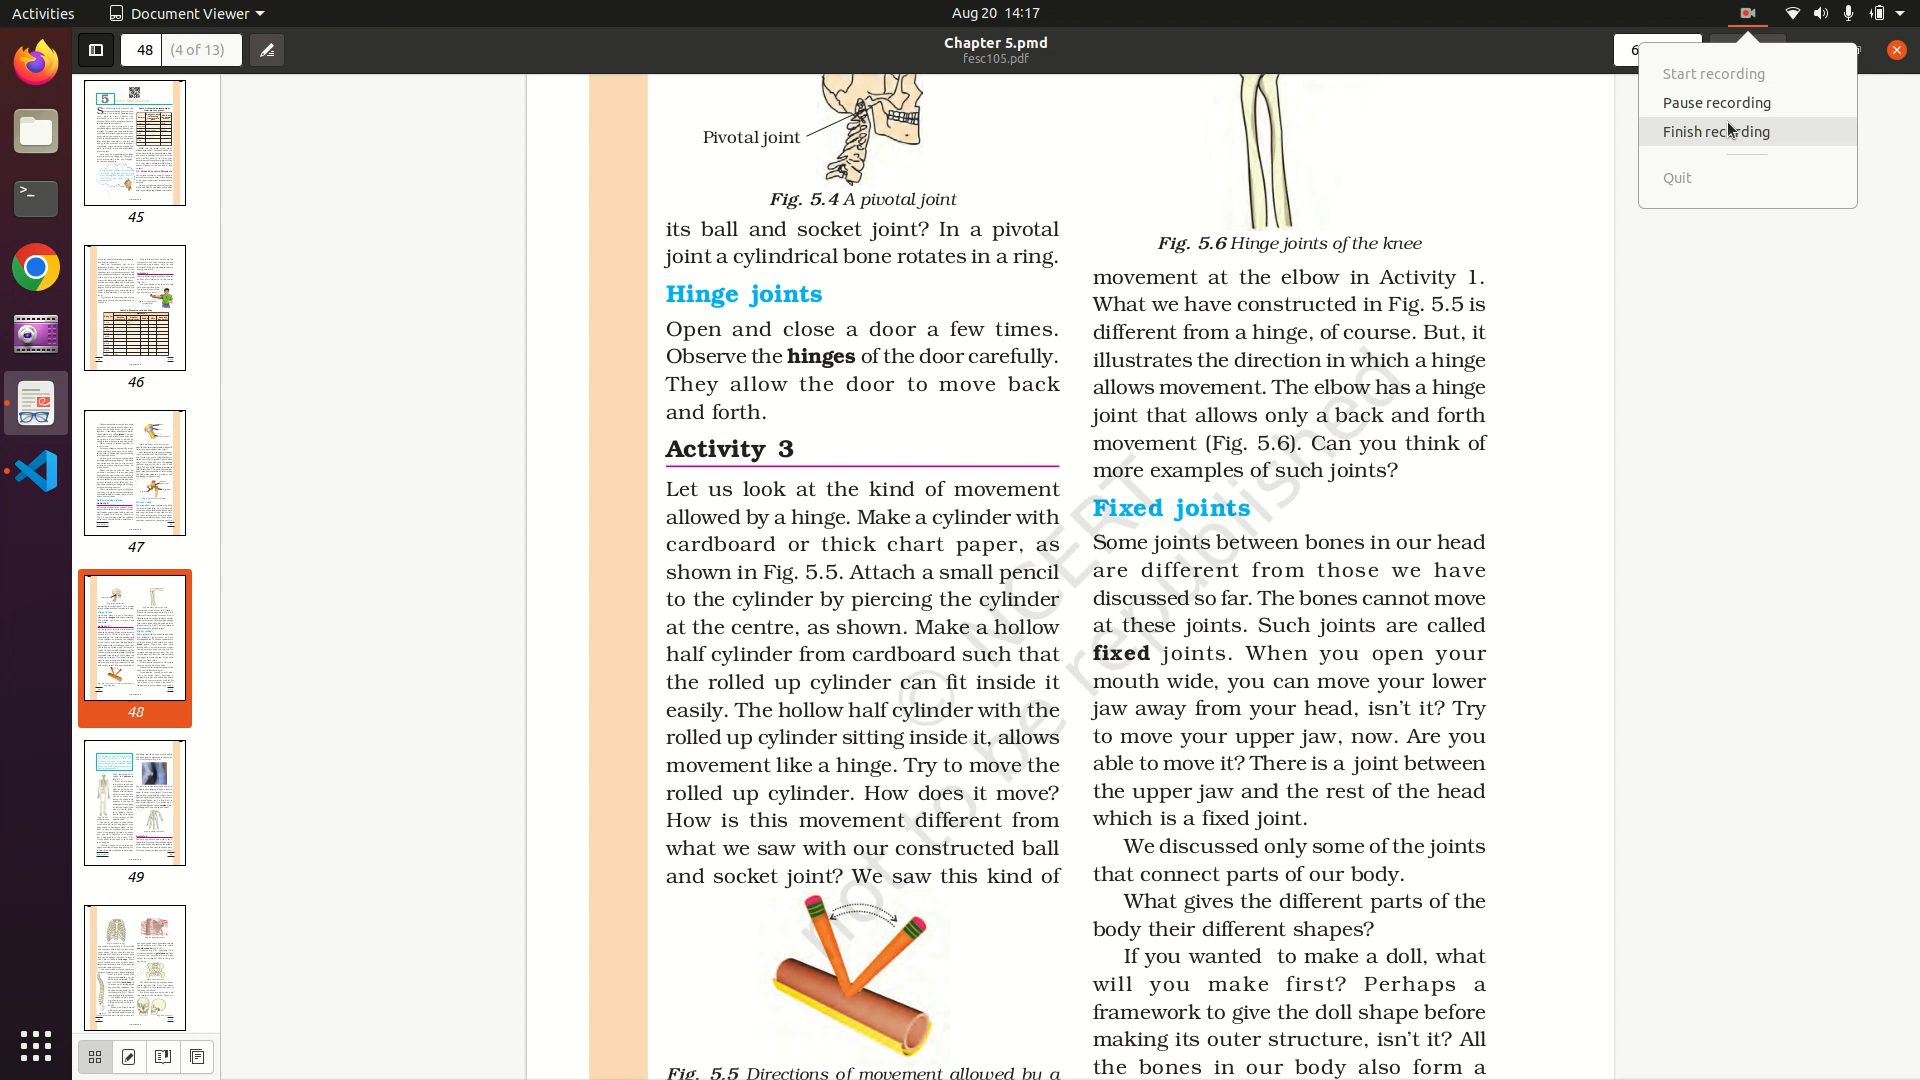 Activities
Document Viewer
Aug 20 14:17
48
(4 of 13)
Chapter 5.pmd
fesc105.pdf
6
Start recording
Pause recording
Finish recording
Quit
5
45
46
47
48
49
Pivotal joint
Fig. 5.4 A pivotal joint
its ball and socket joint? In a pivotal
joint a cylindrical bone rotates in a ring.
Hinge joints
Open and close a door a few times.
Observe the hinges of the door carefully.
They allow the door to move back
and forth.
Activity 3
Let us look at the kind of movement
allowed by a hinge. Make a cylinder with
cardboard or thick chart paper, as
shown in Fig. 5.5. Attach a small pencil
to the cylinder by piercing the cylinder
at the centre, as shown. Make a hollow
half cylinder from cardboard such that
the rolled up cylinder can fit inside it
easily. The hollow half cylinder with the
rolled up cylinder sitting inside it, allows
movement like a hinge. Try to move the
rolled up cylinder. How does it move?
How is this movement different from
what we saw with our constructed ball
and socket joint? We saw this kind of
Fig. 5.5 Directions of movement allowed by a
Fig. 5.6 Hinge joints of the knee
movement at the elbow in Activity 1.
What we have constructed in Fig. 5.5 is
different from a hinge, of course. But, it
illustrates the direction in which a hinge
allows movement. The elbow has a hinge
joint that allows only a back and forth
movement (Fig. 5.6). Can you think of
more examples of such joints?
Fixed joints
Some joints between bones in our head
are different from those we have
discussed so far. The bones cannot move
at these joints. Such joints are called
fixed joints. When you open your
mouth wide, you can move your lower
jaw away from your head, isn't it? Try
to move your upper jaw, now. Are you
able to move it? There is a joint between
the upper jaw and the rest of the head
which is a fixed joint.
We discussed only some of the joints
that connect parts of our body.
What gives the different parts of the
body their different shapes?
If you wanted to make a doll, what
will you make first? Perhaps a
framework to give the doll shape before
making its outer structure, isn't it? All
the bones in our body also form a
© NCERT
not to be republished